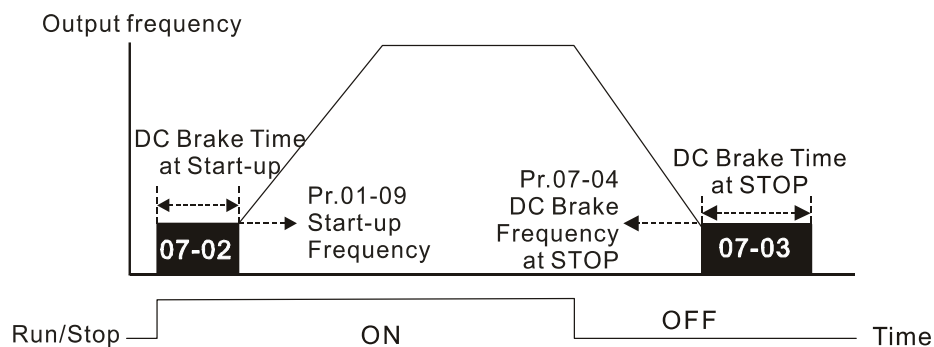 Output frequency
DC Brake Time
at Start-up
Pr.01-09
Start-up
Frequency
Pr.07-04
DC Brake
Frequency
at STOP
DC Brake Time
at STOP
07-02
07-03
Run/Stop
ON
OFF
Time